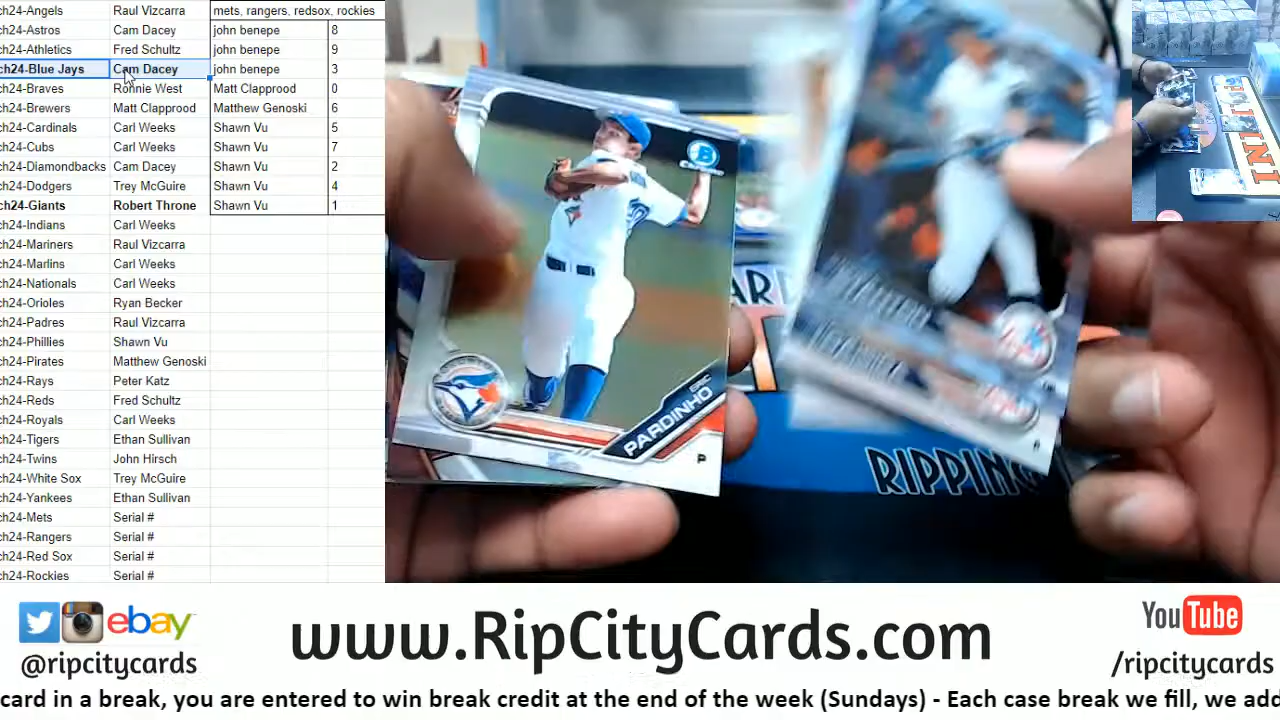 ch24-Angels Raul Vizcarra mets, rangers, redsox, rockies
ch24-Astros Cam Dacey john benepe 8
ch24-Athletics Fred Schultz john benepe 9
ch24-Blue Jays Cam Dacey john benepe 3
ch24-Braves Ronnie West Matt Clapprood 0
ch24-Brewers Matt Clapprood Matthew Genoski 6
ch24-Cardinals Carl Weeks Shawn Vu 5
ch24-Cubs Carl Weeks Shawn Vu 7
ch24-Diamondbacks Cam Dacey Shawn Vu 2
ch24-Dodgers Trey McGuire Shawn Vu 4
ch24-Giants Robert Throne Shawn Vu 1
ch24-Indians Carl Weeks
ch24-Mariners Raul Vizcarra
ch24-Marlins Carl Weeks
ch24-Nationals Carl Weeks
ch24-Orioles Ryan Becker
ch24-Padres Raul Vizcarra
ch24-Phillies Shawn Vu
ch24-Pirates Matthew Genoski
ch24-Rays Peter Katz
ch24-Reds Fred Schultz
ch24-Royals Carl Weeks
ch24-Tigers Ethan Sullivan
ch24-Twins John Hirsch
ch24-White Sox Trey McGuire
ch24-Yankees Ethan Sullivan
ch24-Mets Serial #
ch24-Rangers Serial #
ch24-Red Sox Serial #
ch24-Rockies Serial #
B
ERIC
PARDINHO
P
RIPPING
ebay
@ripcitycards
www.RipCityCards.com
YouTube
/ripcitycards
card in a break, you are entered to win break credit at the end of the week (Sundays) - Each case break we fill, we add